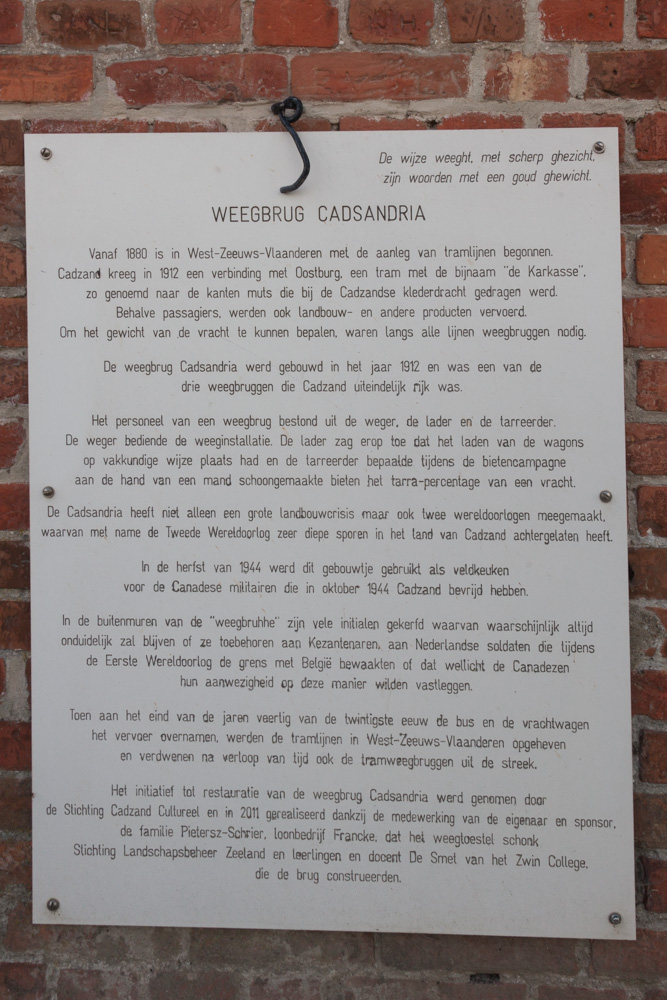 De wijze weeght, met scherp ghezicht,
zijn woorden met een goud ghewicht.
WEEGBRUG CADSANDRIA
Vanaf 1880 is in West-Zeeuws-Vlaanderen met de aanleg van tramlijnen begonnen.
Cadzand kreeg in 1912 een verbinding met Oostburg, een tram met de bijnaam "de Karkasse",
zo genoemd naar de kanten muts die bij de Cadzandse klederdracht gedragen werd.
Behalve passagiers, werden ook landbouw- en andere producten vervoerd.
Om het gewicht van de vracht te kunnen bepalen, waren langs alle lijnen weegbruggen nodig.
De weegbrug Cadsandria werd gebouwd in het jaar 1912 en was een van de
drie weegbruggen die Cadzand uiteindelijk rijk was.
Het personeel van een weegbrug bestond uit de weger, de lader en de tarreerder.
De weger bediende de weeginstallatie. De lader zag erop toe dat het laden van de wagons
op vakkundige wijze plaats had en de tarreerder bepaalde tijdens de bietencampagne
aan de hand van een mand schoongemaakte bieten het tarra-percentage van een vracht.
De Cadsandria heeft niet alleen een grote landbouwcrisis maar ook twee wereldoorlogen meegemaakt,
waarvan met name de Tweede Wereldoorlog zeer diepe sporen in het land van Cadzand achtergelaten heeft.
In de herfst van 1944 werd dit gebouwtje gebruikt als veldkeuken
voor de Canadese militairen die in oktober 1944 Cadzand bevrijd hebben.
In de buitenmuren van de "weegbruhhe" zijn vele initialen gekerfd waarvan waarschijnlijk altijd
onduidelijk zal blijven of ze toebehoren aan Kezantenaren, aan Nederlandse soldaten die tijdens
de Eerste Wereldoorlog de grens met België bewaakten of dat wellicht de Canadezen
hun aanwezigheid op deze manier wilden vastleggen.
Toen aan het eind van de jaren veertig van de twintigste eeuw de bus en de vrachtwagen
het vervoer overnamen, werden de tramlijnen in West-Zeeuws-Vlaanderen opgeheven
en verdwenen na verloop van tijd ook de tramweegbruggen uit de streek.
Het initiatief tot restauratie van de weegbrug Cadsandria werd genomen door
de Stichting Cadzand Cultureel en in 2011 gerealiseerd dankzij de medewerking van de eigenaar en sponsor,
de familie Pietersz-Schrier, loonbedrijf Francke, dat het weegtoestel schonk
Stichting Landschapsbeheer Zeeland en leerlingen en docent De Smet van het Zwin College,
die de brug construeerden.